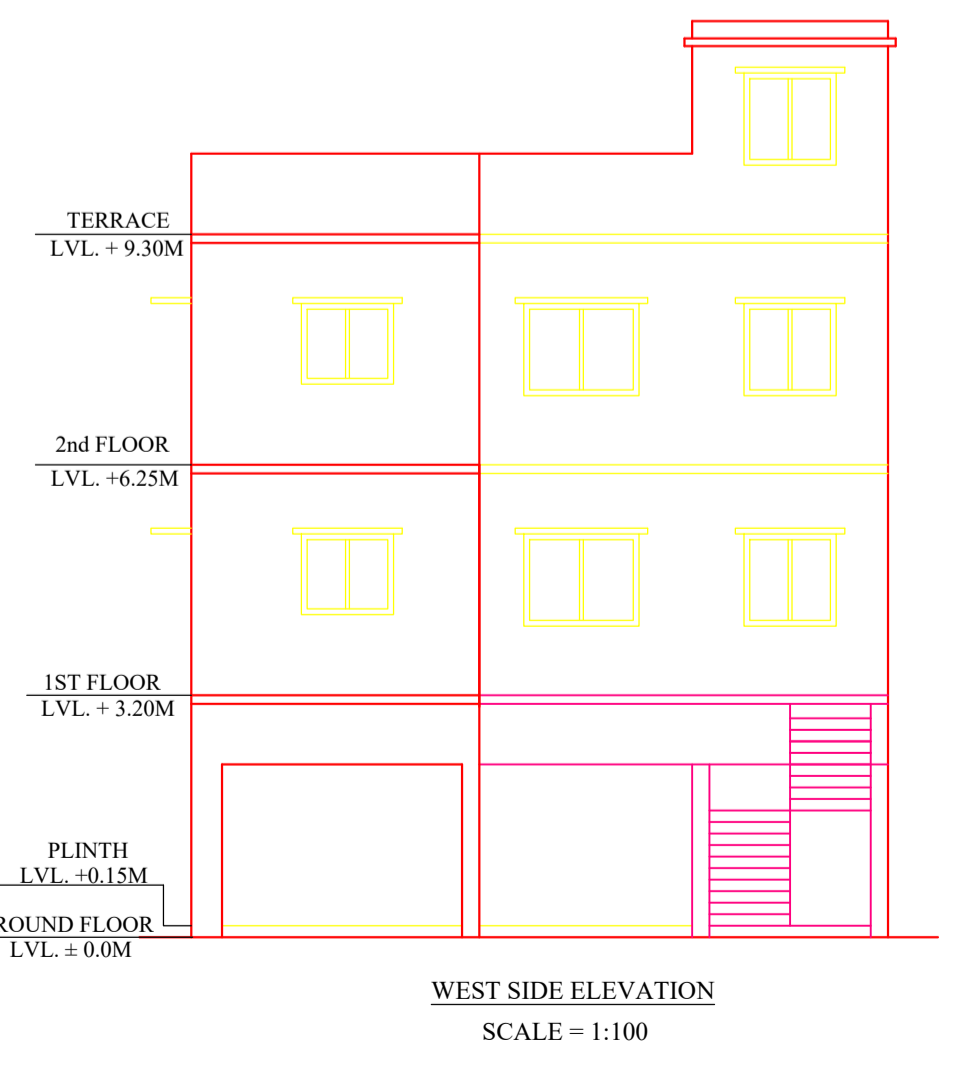 TERRACE
LVL. + 9.30M
2nd FLOOR
LVL. +6.25M
1ST FLOOR
LVL. + 3.20M
PLINTH
LVL. +0.15M
ROUND FLOOR
LVL. ± 0.0M
WEST SIDE ELEVATION
SCALE = 1:100